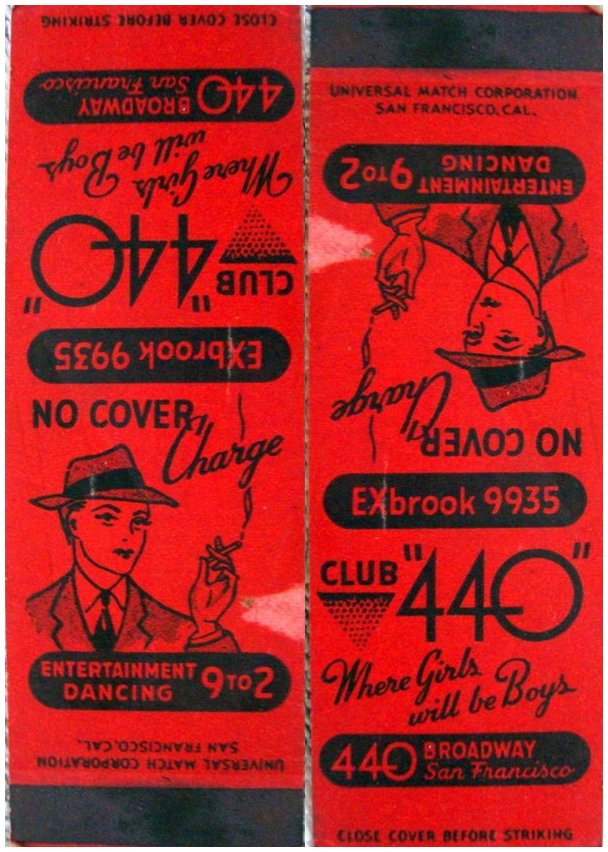 CLOSE COVER BEFORE STRIKING
440 BROADWAY
San Francisco
Where Girls
will be Boys
CLUB "440"
EXbrook 9935
NO COVER
Charge
ENTERTAINMENT
DANCING 9 TO 2
UNIVERSAL MATCH CORPORATION
SAN FRANCISCO, CAL.
UNIVERSAL MATCH CORPORATION
SAN FRANCISCO, CAL.
ENTERTAINMENT
DANCING 9 TO 2
NO COVER
Charge
EXbrook 9935
CLUB "440"
Where Girls
will be Boys
440 BROADWAY
San Francisco
CLOSE COVER BEFORE STRIKING